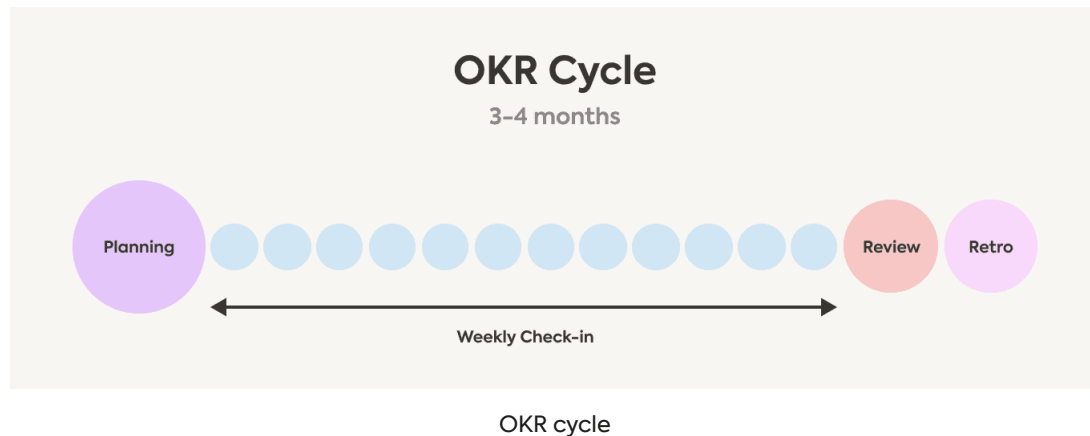 OKR Cycle
3-4 months
Planning
Review
Retro
Weekly Check-in
OKR cycle